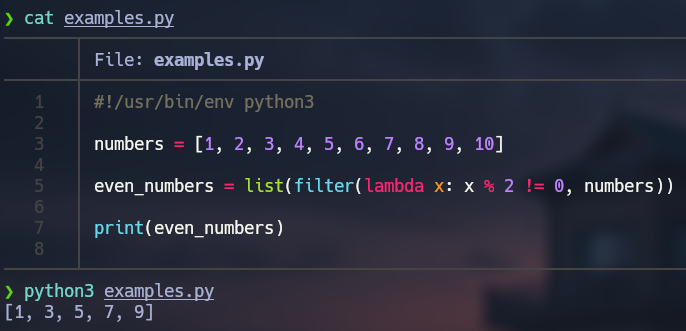 ❯ cat examples.py
File: examples.py
1 #!/usr/bin/env python3
2
3 numbers = [1, 2, 3, 4, 5, 6, 7, 8, 9, 10]
4
5 even_numbers = list(filter(lambda x: x % 2 != 0, numbers))
6
7 print(even_numbers)
8
❯ python3 examples.py
[1, 3, 5, 7, 9]